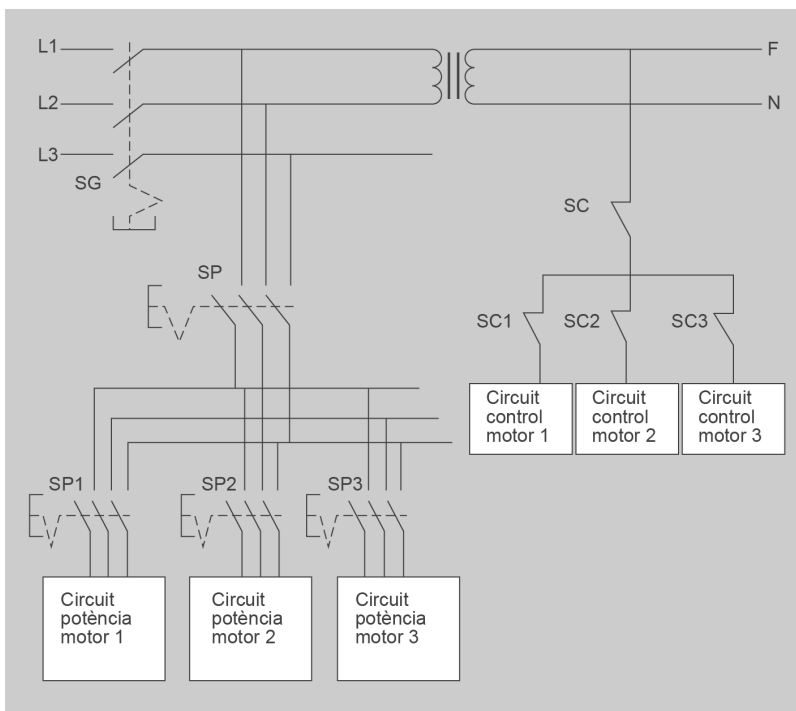 L1
F
L2
N
L3
SG
SC
SP
SC1
SC2
SC3
Circuit
control
motor 1
Circuit
control
motor 2
Circuit
control
motor 3
SP1
SP2
SP3
Circuit
potència
motor 1
Circuit
potència
motor 2
Circuit
potència
motor 3